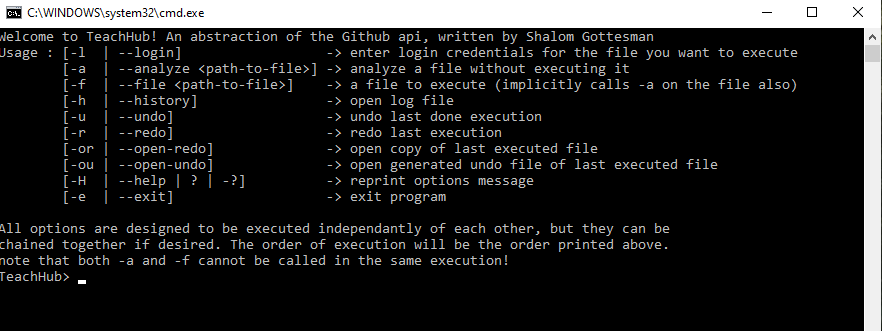 C:\WINDOWS\system32\cmd.exe
Welcome to TeachHub! An abstraction of the Github api, written by Shalom Gottesman
Usage : [-l  | --login]                  -> enter login credentials for the file you want to execute
        [-a  | --analyze <path-to-file>] -> analyze a file without executing it
        [-f  | --file <path-to-file>]    -> a file to execute (implicitly calls -a on the file also)
        [-h  | --history]                -> open log file
        [-u  | --undo]                   -> undo last done execution
        [-r  | --redo]                   -> redo last execution
        [-or | --open-redo]              -> open copy of last executed file
        [-ou | --open-undo]              -> open generated undo file of last executed file
        [-H  | --help | ? | -?]          -> reprint options message
        [-e  | --exit]                   -> exit program
All options are designed to be executed independantly of each other, but they can be
chained together if desired. The order of execution will be the order printed above.
note that both -a and -f cannot be called in the same execution!
TeachHub>